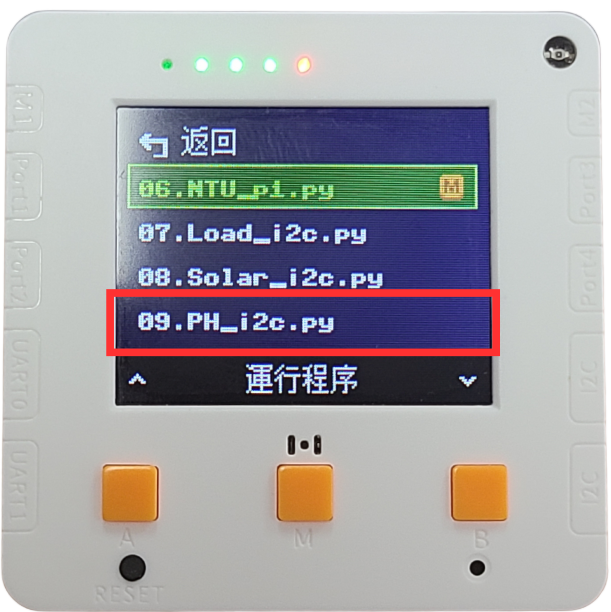 返回
06.NTU_pi.py M
07.Load_i2c.py
08.Solar_i2c.py
09.PH_i2c.py
運行程序
M1
M2
Port1
Port3
Port2
Port4
UART0
I2C
UART1
I2C
A
M
B
RESET